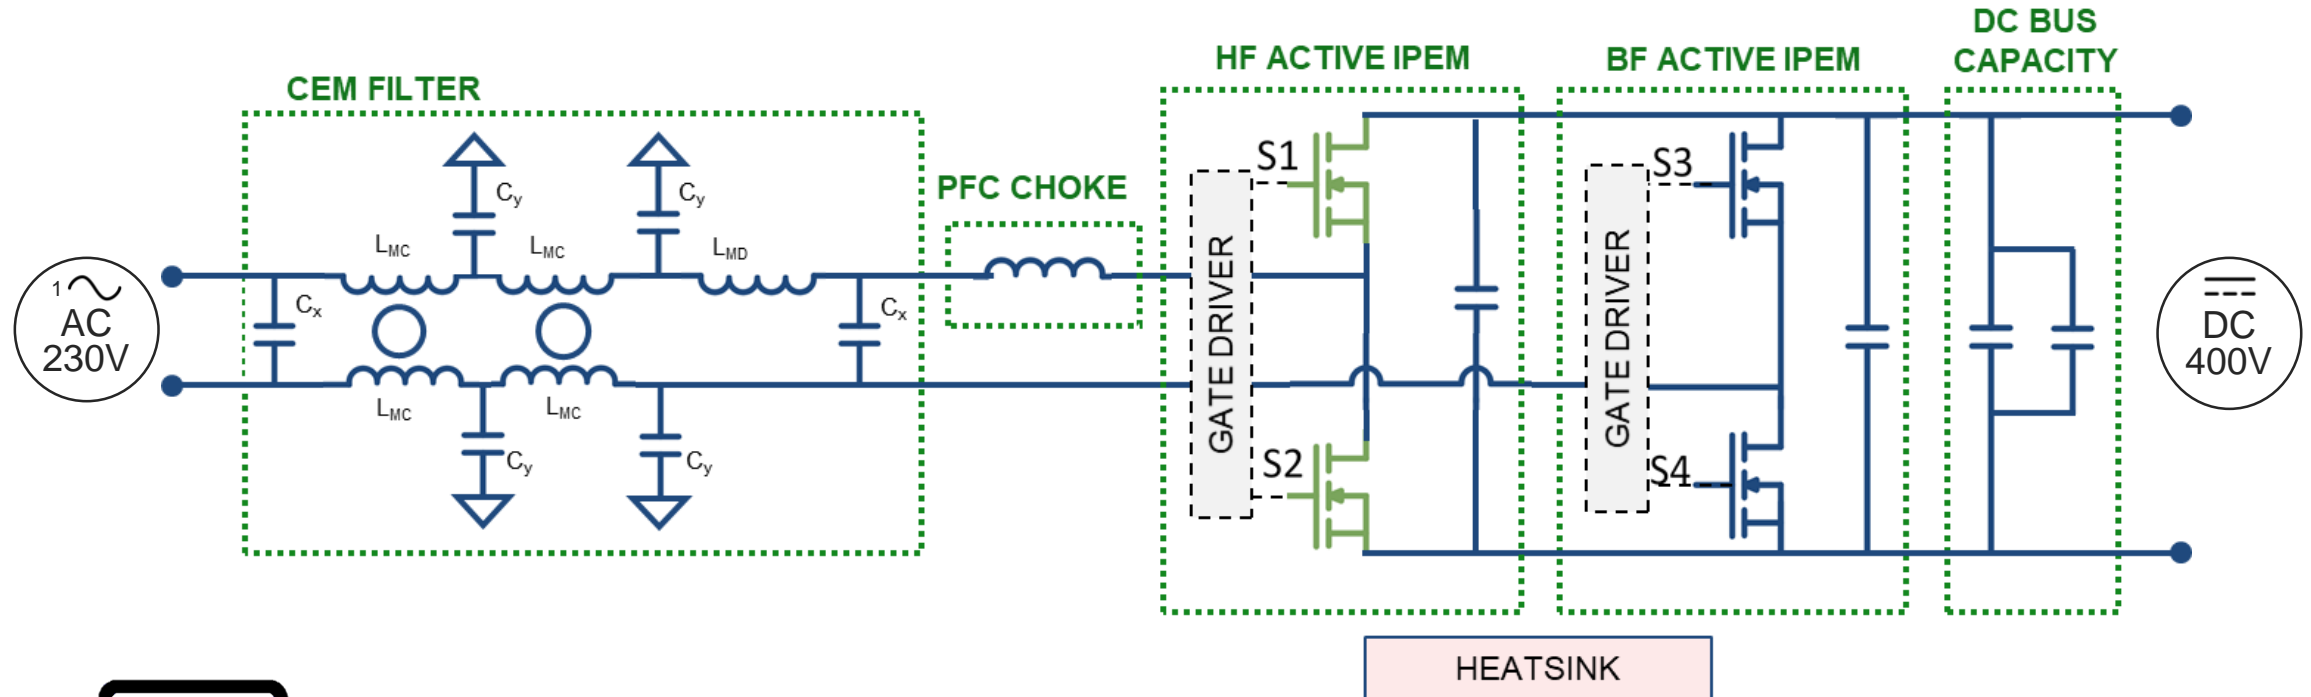 DC BUS
CAPACITY
HF ACTIVE IPEM
BF ACTIVE IPEM
CEM FILTER
PFC CHOKE
1
AC
230V
Cx
LMC
Cy
LMC
Cy
LMD
Cx
LMC
Cy
LMC
Cy
GATE DRIVER
S1
S2
GATE DRIVER
S3
S4
DC
400V
HEATSINK